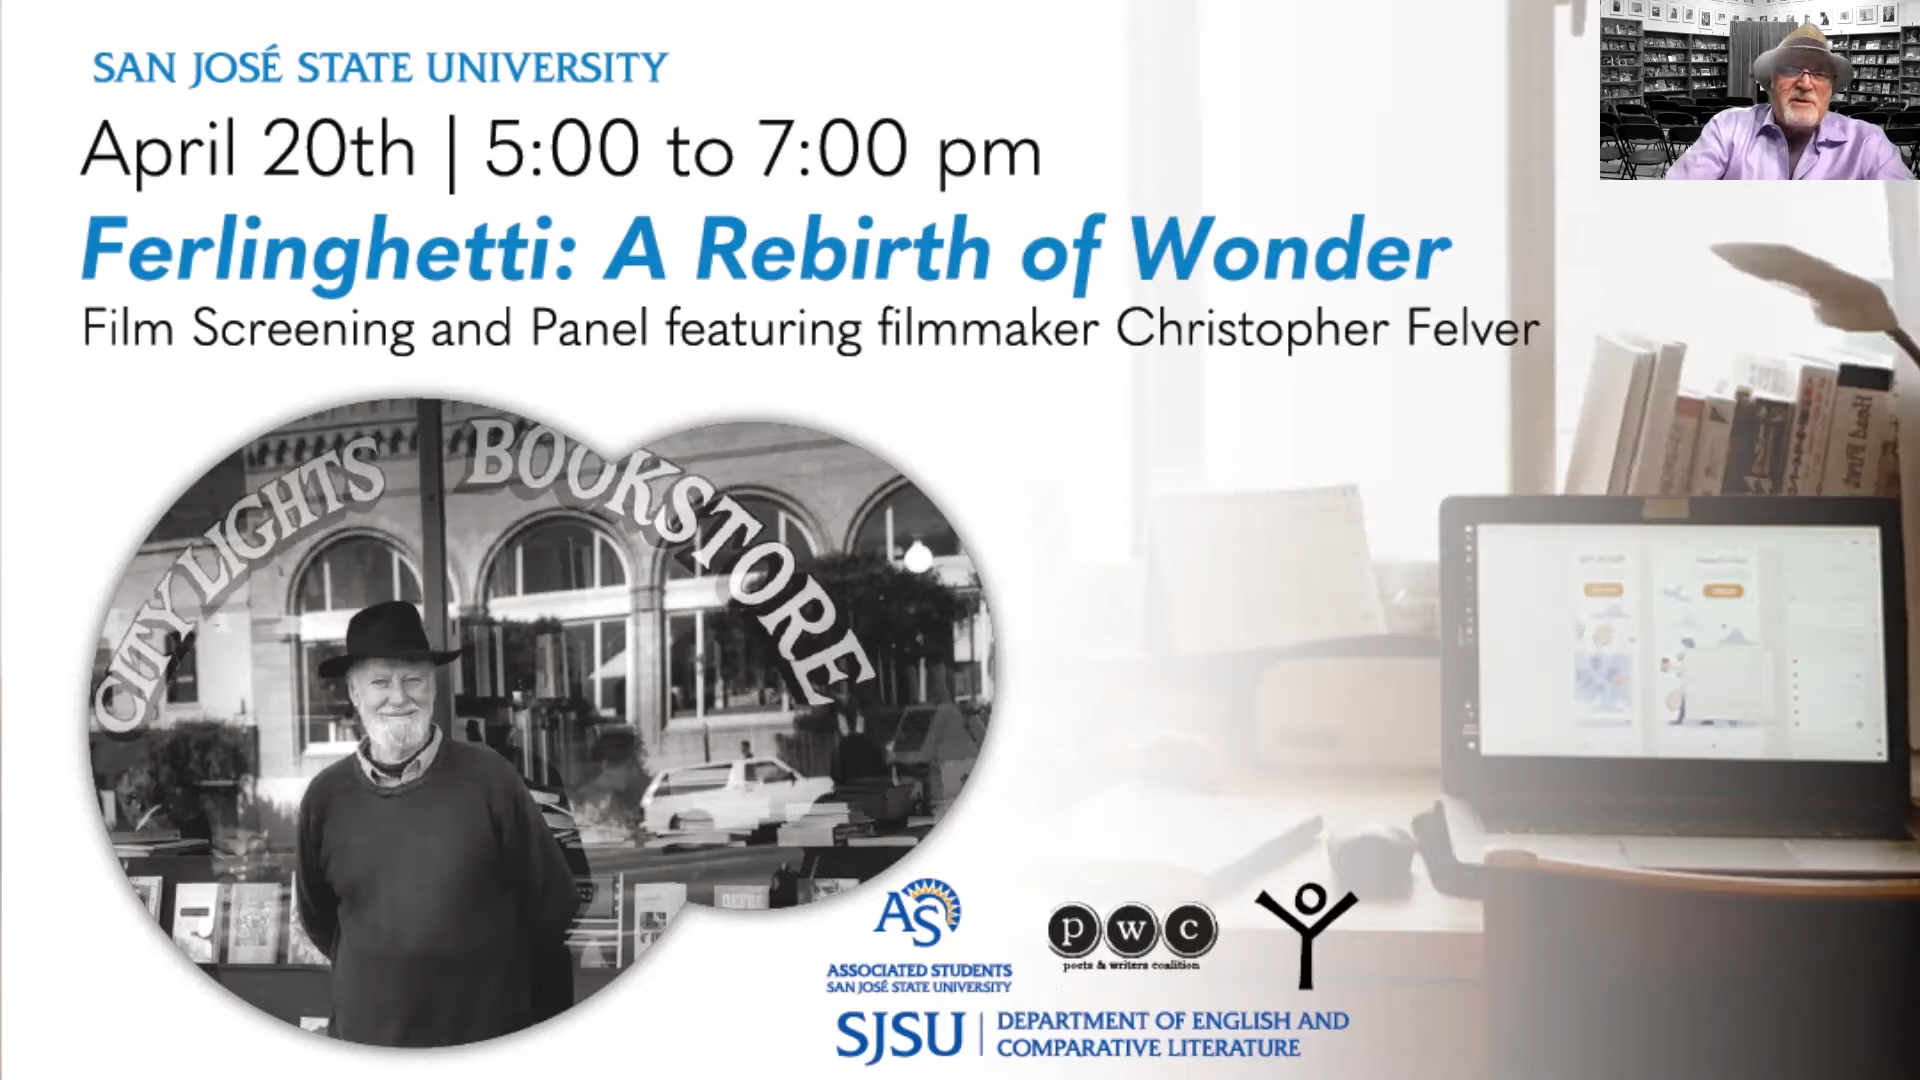 SAN JOSÉ STATE UNIVERSITY
April 20th | 5:00 to 7:00 pm
Ferlinghetti: A Rebirth of Wonder
Film Screening and Panel featuring filmmaker Christopher Felver
CITY LIGHTS BOOKSTORE
AS
ASSOCIATED STUDENTS
SAN JOSÉ STATE UNIVERSITY
p w c
poets & writers coalition
SJSU | DEPARTMENT OF ENGLISH AND
COMPARATIVE LITERATURE